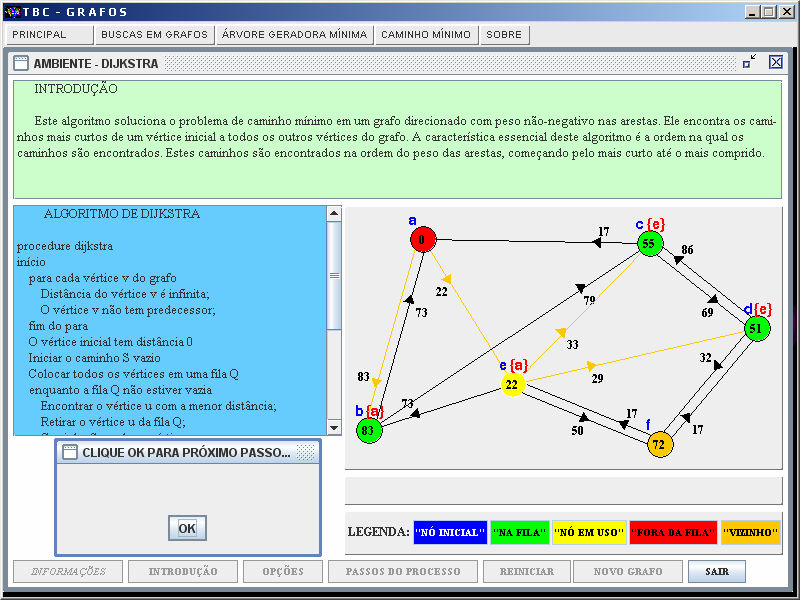 TBC - GRAFOS
PRINCIPAL BUSCAS EM GRAFOS ÁRVORE GERADORA MÍNIMA CAMINHO MÍNIMO SOBRE
AMBIENTE - DIJKSTRA
INTRODUÇÃO
Este algoritmo soluciona o problema de caminho mínimo em um grafo direcionado com peso não-negativo nas arestas. Ele encontra os cami-
nhos mais curtos de um vértice inicial a todos os outros vértices do grafo. A característica essencial deste algoritmo é a ordem na qual os
caminhos são encontrados. Estes caminhos são encontrados na ordem do peso das arestas, começando pelo mais curto até o mais comprido.
ALGORITMO DE DIJKSTRA
procedure dijkstra
início
para cada vértice v do grafo
Distância do vértice v é infinita;
O vértice v não tem predecessor;
fim do para
O vértice inicial tem distância 0
Iniciar o caminho S vazio
Colocar todos os vértices em uma fila Q
enquanto a fila Q não estiver vazia
Encontrar o vértice u com a menor distância;
Retirar o vértice u da fila Q;
a
0
c {e}
55
17
86
22
79
73
69
d{e}
51
33
32
e {a}
22
29
83
73
b{a}
83
17
f
72
50
17
CLIQUE OK PARA PRÓXIMO PASSO...
OK
LEGENDA: "NÓ INICIAL" "NA FILA" "NÓ EM USO" "FORA DA FILA" "VIZINHO"
INFORMAÇÕES INTRODUÇÃO OPÇÕES PASSOS DO PROCESSO REINICIAR NOVO GRAFO SAIR